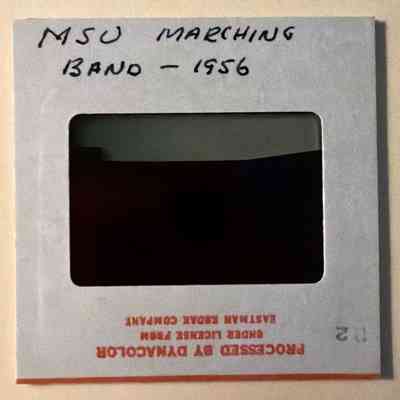 MSU MARCHING
BAND - 1956
PROCESSED BY DYNACOLOR
UNDER LICENSE FROM
EASTMAN KODAK COMPANY